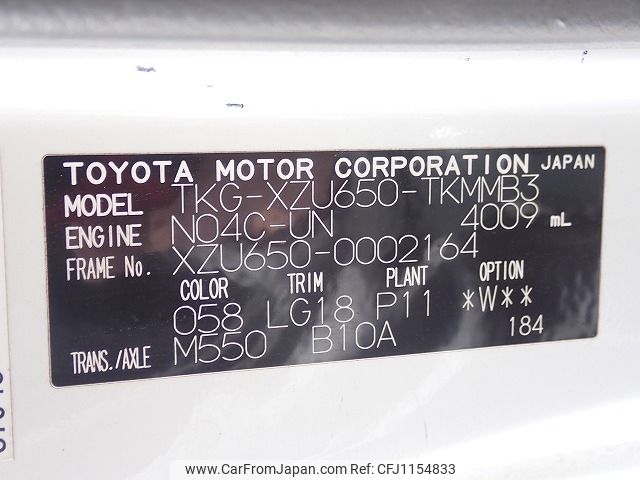 TOYOTA MOTOR CORPORATION JAPAN
MODEL TKG-XZU650-TKMMB3
ENGINE N04C-UN 4009 mL
FRAME No. XZU650-0002164
COLOR TRIM PLANT OPTION
058 LG18 P11 *W**
TRANS./AXLE M550 B10A 184
www.CarFromJapan.com - Ref No: CFJ1154833